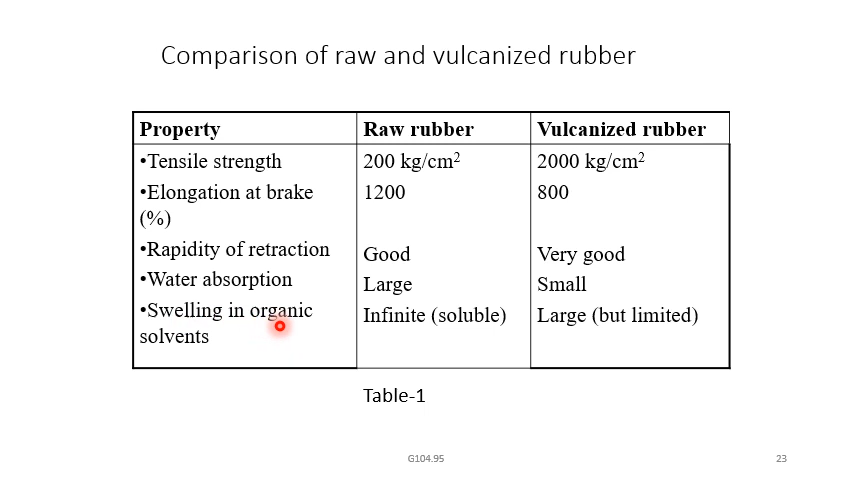 Comparison of raw and vulcanized rubber
Property Raw rubber Vulcanized rubber
•Tensile strength 200 kg/cm² 2000 kg/cm²
•Elongation at brake 1200 800
(%)
•Rapidity of retraction Good Very good
•Water absorption Large Small
•Swelling in organic Infinite (soluble) Large (but limited)
solvents
Table-1
G104.95 23